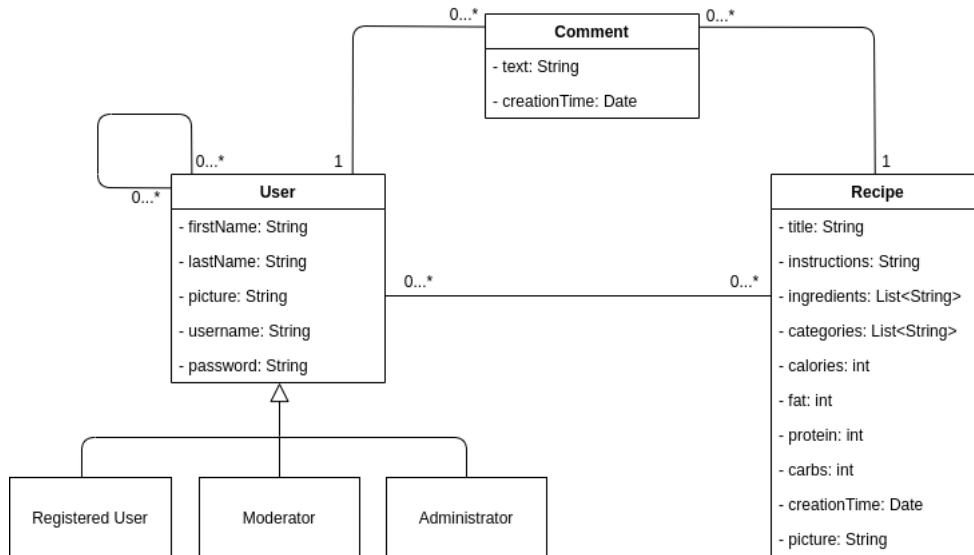 0...*
Comment
0...*
- text: String
- creationTime: Date
0...*
1
1
0...*
User
- firstName: String
- lastName: String
- picture: String
- username: String
- password: String
0...*
0...*
Recipe
- title: String
- instructions: String
- ingredients: List<String>
- categories: List<String>
- calories: int
- fat: int
- protein: int
- carbs: int
- creationTime: Date
- picture: String
Registered User
Moderator
Administrator